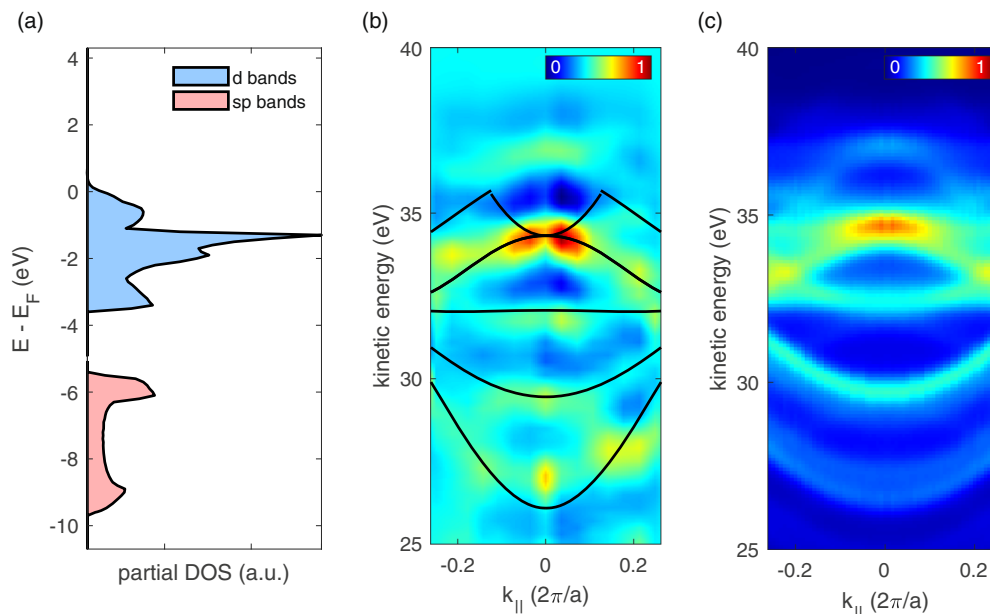 (a)
(b)
(c)
d bands
sp bands
4
2
0
-2
-4
-6
-8
-10
E - E_F (eV)
partial DOS (a.u.)
0
1
40
35
30
25
kinetic energy (eV)
-0.2
0
0.2
k_|| (2π/a)
0
1
40
35
30
25
kinetic energy (eV)
-0.2
0
0.2
k_|| (2π/a)